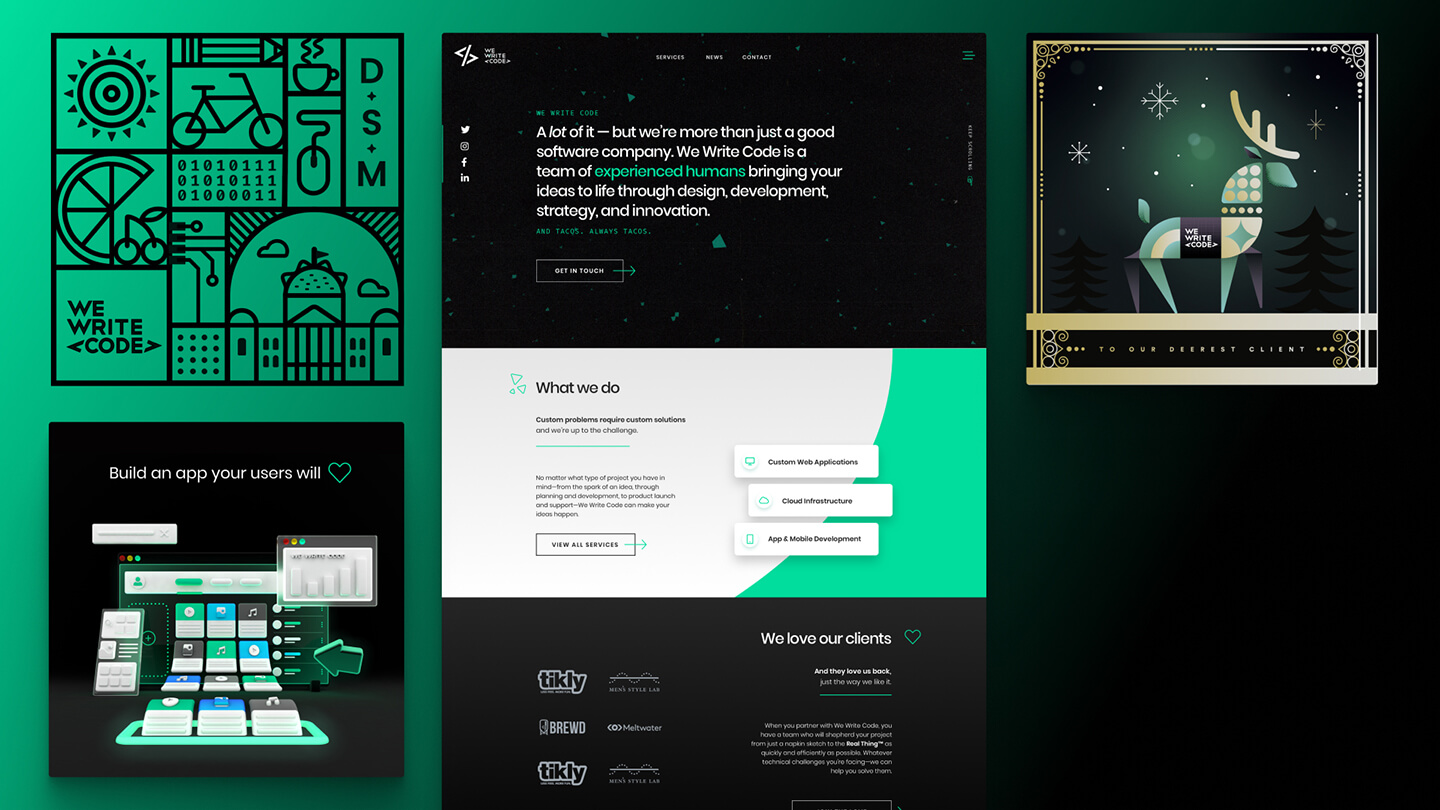 D
S
M
01010111
01010111
01000011
WE
WRITE
<CODE>
Build an app your users will
WE
WRITE
<CODE>
SERVICES
NEWS
CONTACT
WE WRITE CODE
A lot of it — but we're more than just a good
software company. We Write Code is a
team of experienced humans bringing your
ideas to life through design, development,
strategy, and innovation.
AND TACOS. ALWAYS TACOS.
GET IN TOUCH
KEEP SCROLLING
What we do
Custom problems require custom solutions
and we're up to the challenge.
No matter what type of project you have in
mind—from the spark of an idea, through
planning and development, to product launch
and support—We Write Code can make your
ideas happen.
VIEW ALL SERVICES
Custom Web Applications
Cloud Infrastructure
App & Mobile Development
We love our clients
And they love us back,
just the way we like it.
When you partner with We Write Code, you
have a team who will shepherd your project
from just a napkin sketch to the Real Thing™ as
quickly and efficiently as possible. Whatever
technical challenges you're facing—we can
help you solve them.
tikly
MEN'S STYLE LAB
BREWD
Meltwater
tikly
MEN'S STYLE LAB
WE
WRITE
<CODE>
TO OUR DEEREST CLIENT